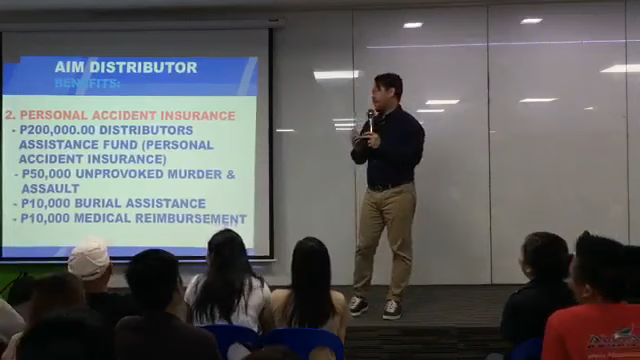 AIM DISTRIBUTOR
BENEFITS:
2. PERSONAL ACCIDENT INSURANCE
- P200,000.00 DISTRIBUTORS
ASSISTANCE FUND (PERSONAL
ACCIDENT INSURANCE)
- P50,000 UNPROVOKED MURDER &
ASSAULT
- P10,000 BURIAL ASSISTANCE
- P10,000 MEDICAL REIMBURSEMENT